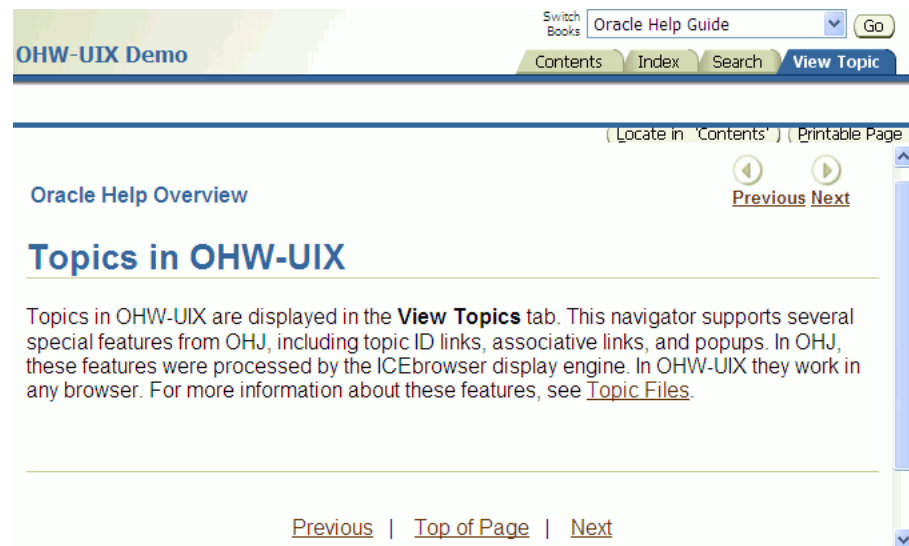 Switch Books Oracle Help Guide Go
OHW-UIX Demo
Contents Index Search View Topic
Locate in 'Contents' Printable Page
Previous Next
Oracle Help Overview
Topics in OHW-UIX
Topics in OHW-UIX are displayed in the View Topics tab. This navigator supports several
special features from OHJ, including topic ID links, associative links, and popups. In OHJ,
these features were processed by the ICEbrowser display engine. In OHW-UIX they work in
any browser. For more information about these features, see Topic Files.
Previous | Top of Page | Next